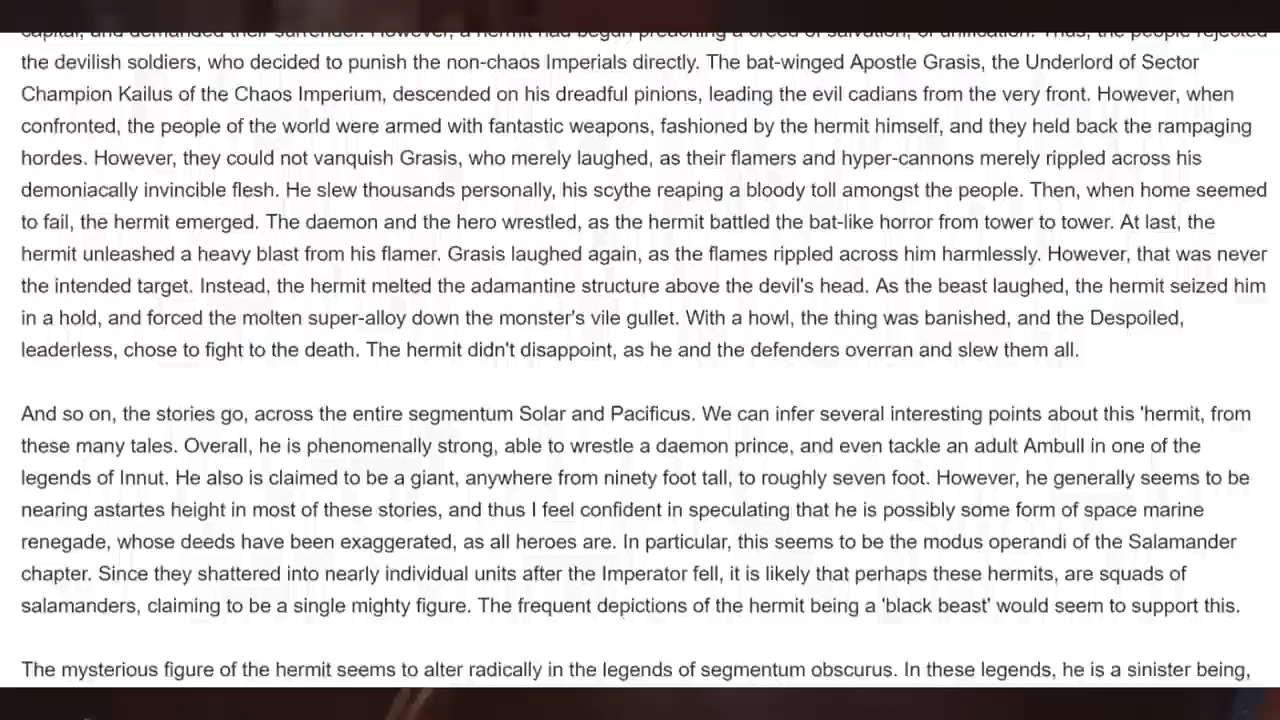 capital, and demanded their surrender. However, a hermit had begun preaching a creed of salvation, of unification. Thus, the people rejected
the devilish soldiers, who decided to punish the non-chaos Imperials directly. The bat-winged Apostle Grasis, the Underlord of Sector
Champion Kailus of the Chaos Imperium, descended on his dreadful pinions, leading the evil cadians from the very front. However, when
confronted, the people of the world were armed with fantastic weapons, fashioned by the hermit himself, and they held back the rampaging
hordes. However, they could not vanquish Grasis, who merely laughed, as their flamers and hyper-cannons merely rippled across his
demoniacally invincible flesh. He slew thousands personally, his scythe reaping a bloody toll amongst the people. Then, when home seemed
to fail, the hermit emerged. The daemon and the hero wrestled, as the hermit battled the bat-like horror from tower to tower. At last, the
hermit unleashed a heavy blast from his flamer. Grasis laughed again, as the flames rippled across him harmlessly. However, that was never
the intended target. Instead, the hermit melted the adamantine structure above the devil's head. As the beast laughed, the hermit seized him
in a hold, and forced the molten super-alloy down the monster's vile gullet. With a howl, the thing was banished, and the Despoiled,
leaderless, chose to fight to the death. The hermit didn't disappoint, as he and the defenders overran and slew them all.
And so on, the stories go, across the entire segmentum Solar and Pacificus. We can infer several interesting points about this 'hermit, from
these many tales. Overall, he is phenomenally strong, able to wrestle a daemon prince, and even tackle an adult Ambull in one of the
legends of Innut. He also is claimed to be a giant, anywhere from ninety foot tall, to roughly seven foot. However, he generally seems to be
nearing astartes height in most of these stories, and thus I feel confident in speculating that he is possibly some form of space marine
renegade, whose deeds have been exaggerated, as all heroes are. In particular, this seems to be the modus operandi of the Salamander
chapter. Since they shattered into nearly individual units after the Imperator fell, it is likely that perhaps these hermits, are squads of
salamanders, claiming to be a single mighty figure. The frequent depictions of the hermit being a 'black beast' would seem to support this.
The mysterious figure of the hermit seems to alter radically in the legends of segmentum obscurus. In these legends, he is a sinister being,